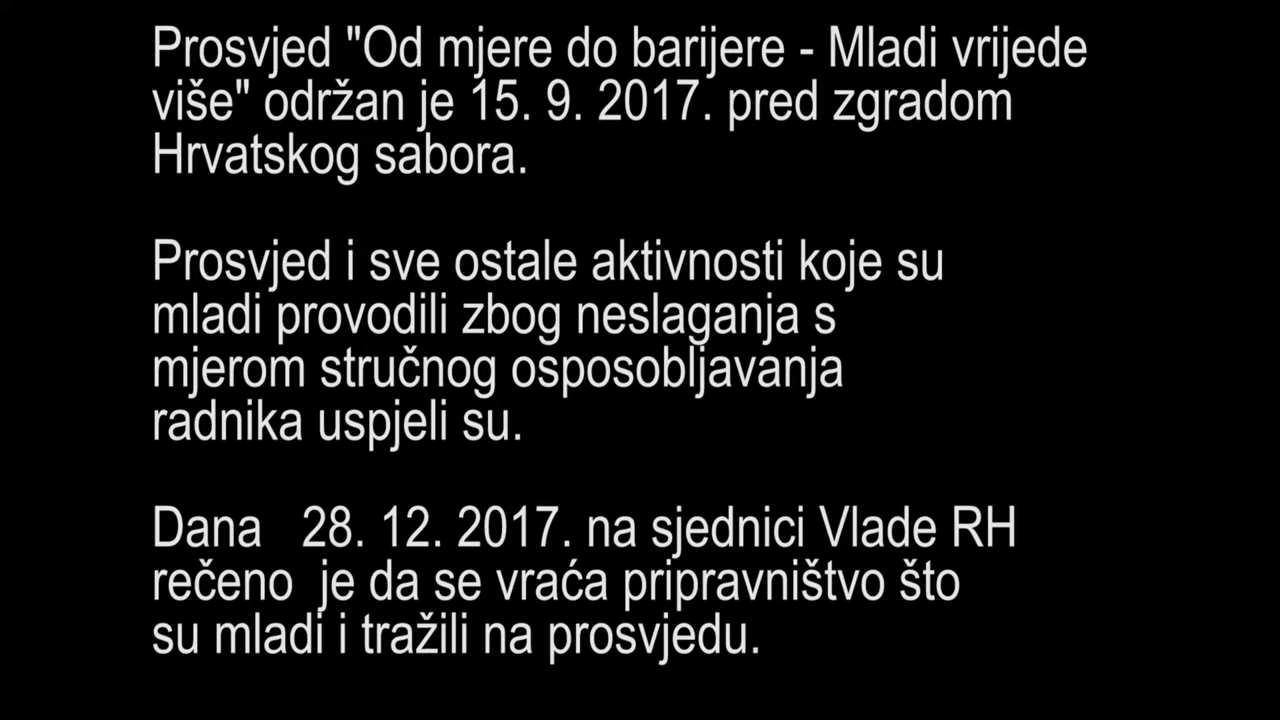 Prosvjed "Od mjere do barijere - Mladi vrijede
više" održan je 15. 9. 2017. pred zgradom
Hrvatskog sabora.
Prosvjed i sve ostale aktivnosti koje su
mladi provodili zbog neslaganja s
mjerom stručnog osposobljavanja
radnika uspjeli su.
Dana 28. 12. 2017. na sjednici Vlade RH
rečeno je da se vraća pripravništvo što
su mladi i tražili na prosvjedu.